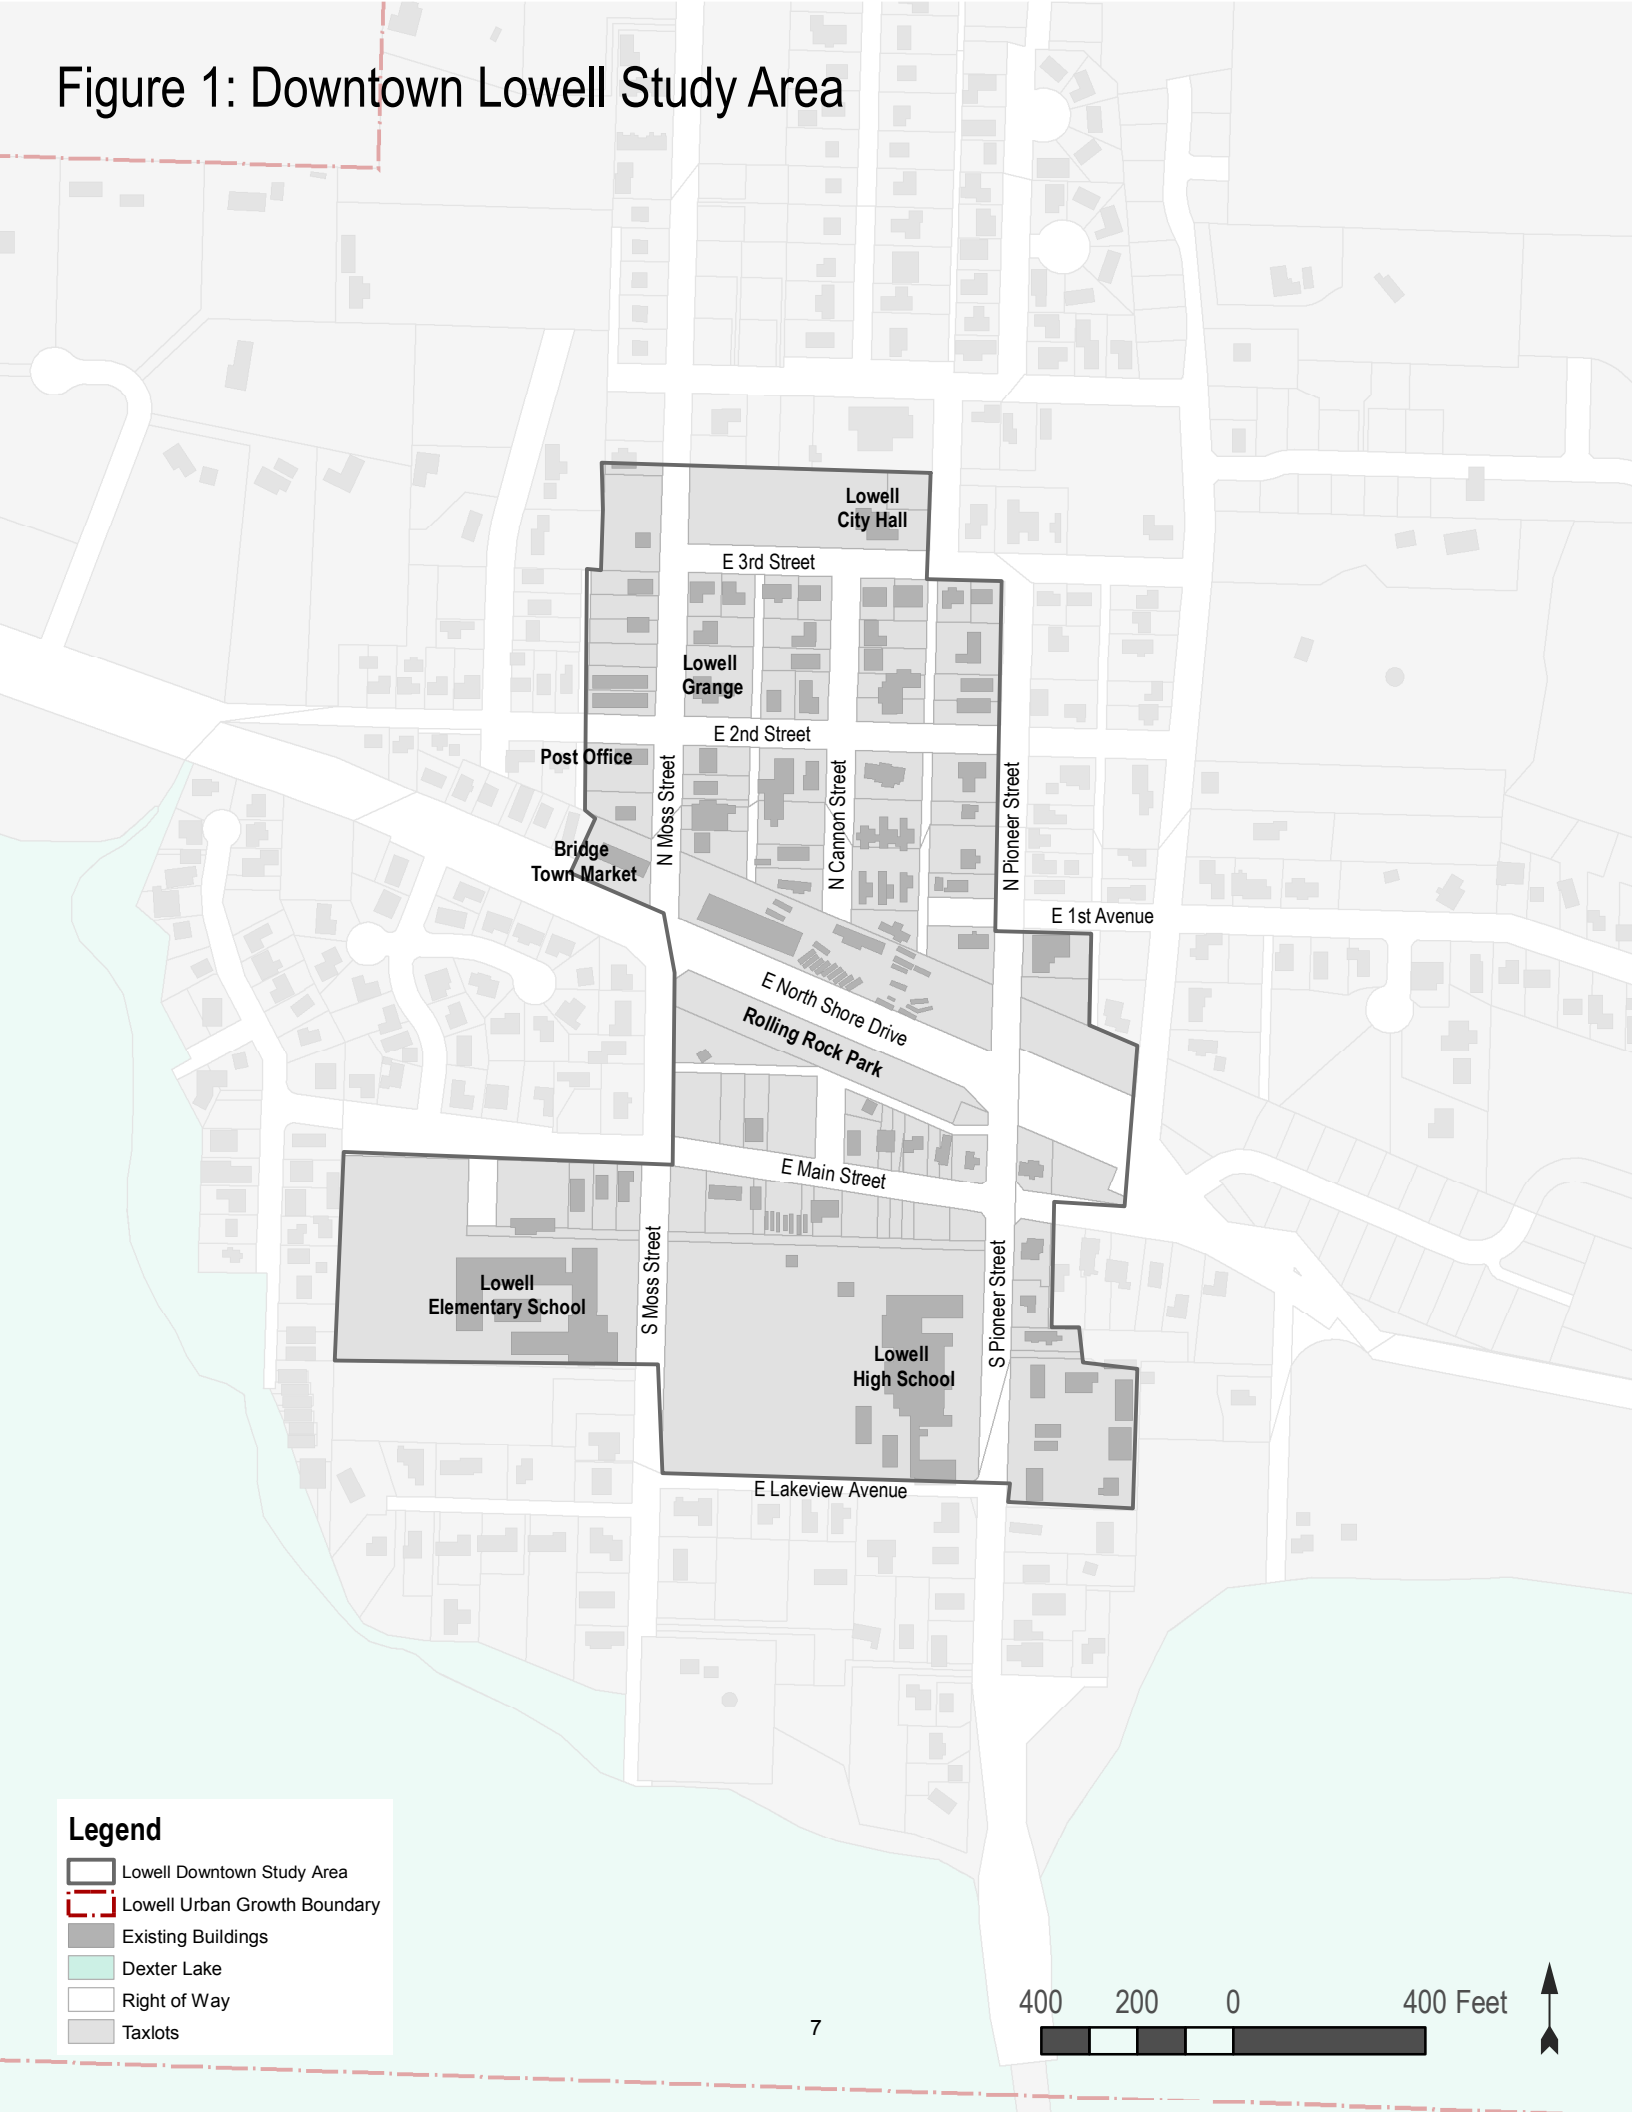 Figure 1: Downtown Lowell Study Area
Lowell
City Hall
E 3rd Street
Lowell
Grange
E 2nd Street
Post Office
N Moss Street
N Cannon Street
N Pioneer Street
Bridge
Town Market
E 1st Avenue
E North Shore Drive
Rolling Rock Park
E Main Street
S Moss Street
S Pioneer Street
Lowell
Elementary School
Lowell
High School
E Lakeview Avenue
Legend
Lowell Downtown Study Area
Lowell Urban Growth Boundary
Existing Buildings
Dexter Lake
Right of Way
Taxlots
7
400 200 0 400 Feet